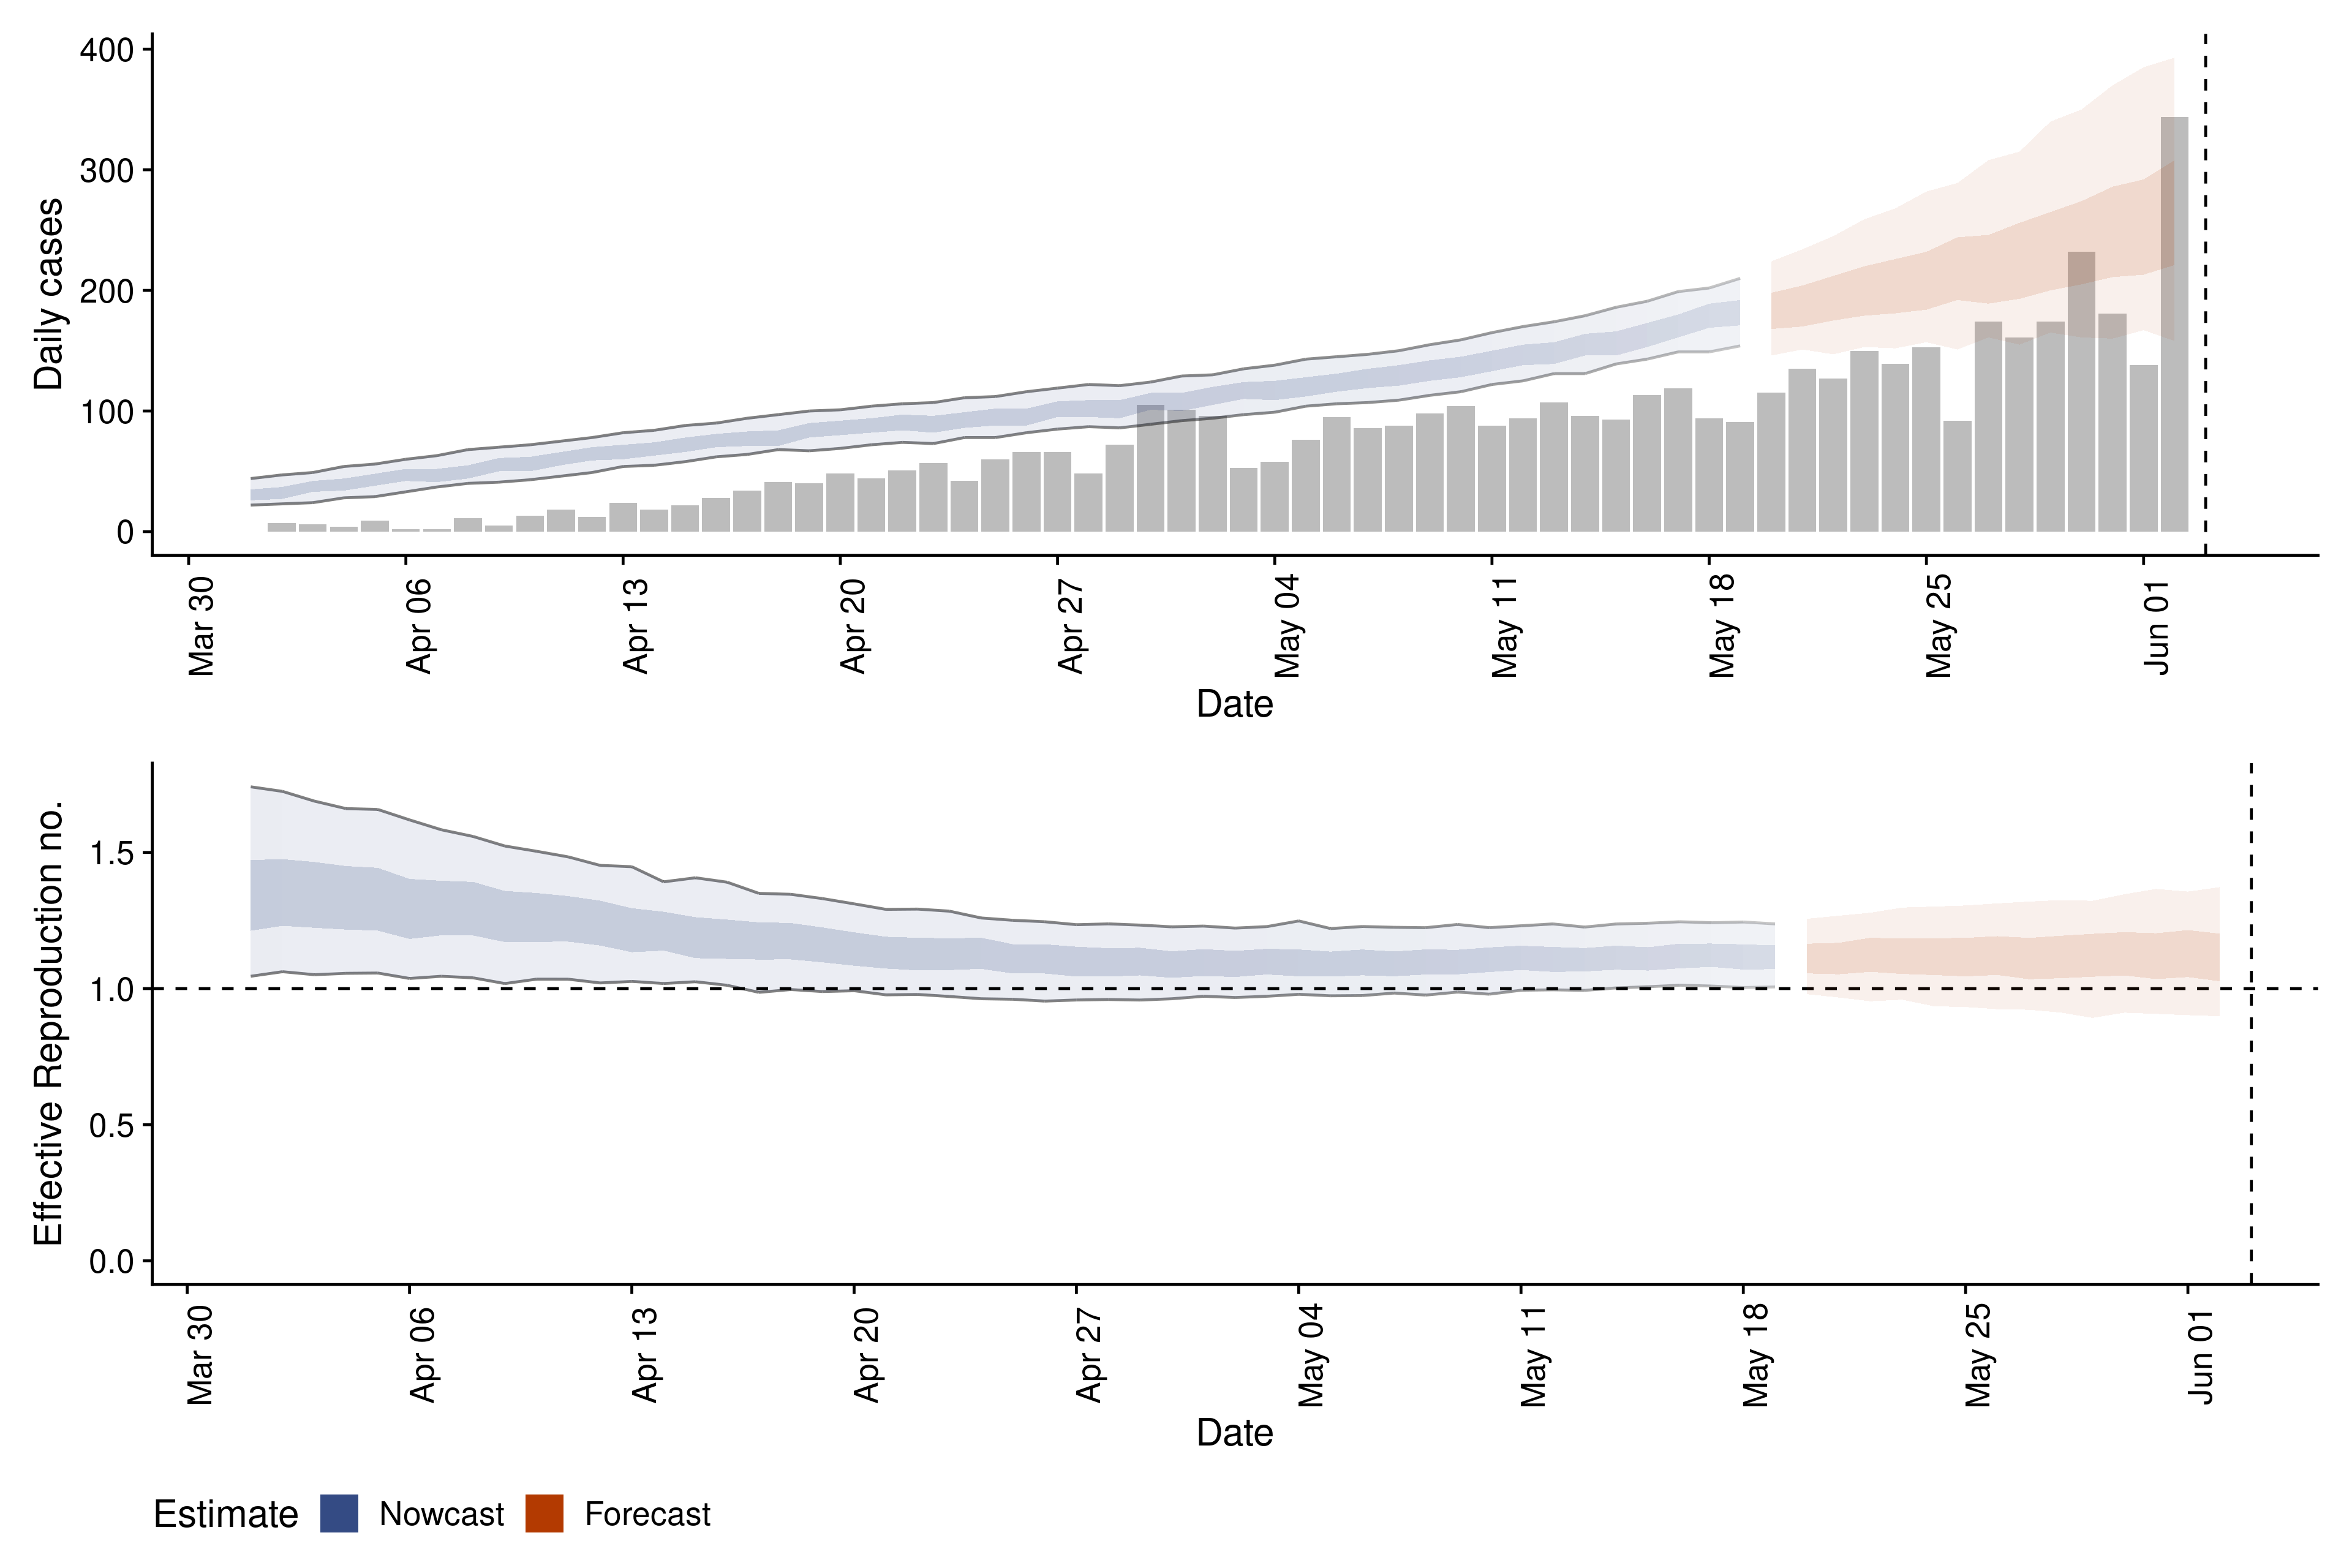 400
300
200
100
0
Daily cases
Mar 30
Apr 06
Apr 13
Apr 20
Apr 27
May 04
May 11
May 18
May 25
Jun 01
Date
1.5
1.0
0.5
0.0
Effective Reproduction no.
Mar 30
Apr 06
Apr 13
Apr 20
Apr 27
May 04
May 11
May 18
May 25
Jun 01
Date
Estimate Nowcast Forecast